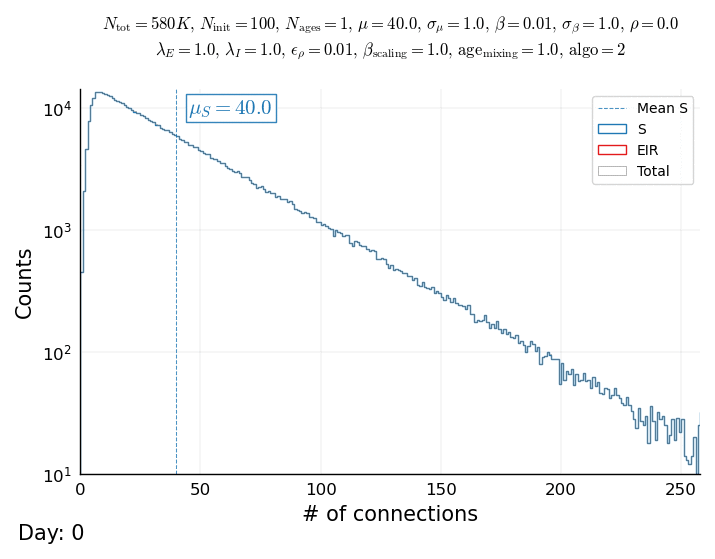 N_tot = 580K, N_init = 100, N_ages = 1, μ = 40.0, σ_μ = 1.0, β = 0.01, σ_β = 1.0, ρ = 0.0
λ_E = 1.0, λ_I = 1.0, ϵ_ρ = 0.01, β_scaling = 1.0, age_mixing = 1.0, algo = 2
μ_S = 40.0
Mean S
S
EIR
Total
Counts
10^4
10^3
10^2
10^1
0 50 100 150 200 250
# of connections
Day: 0